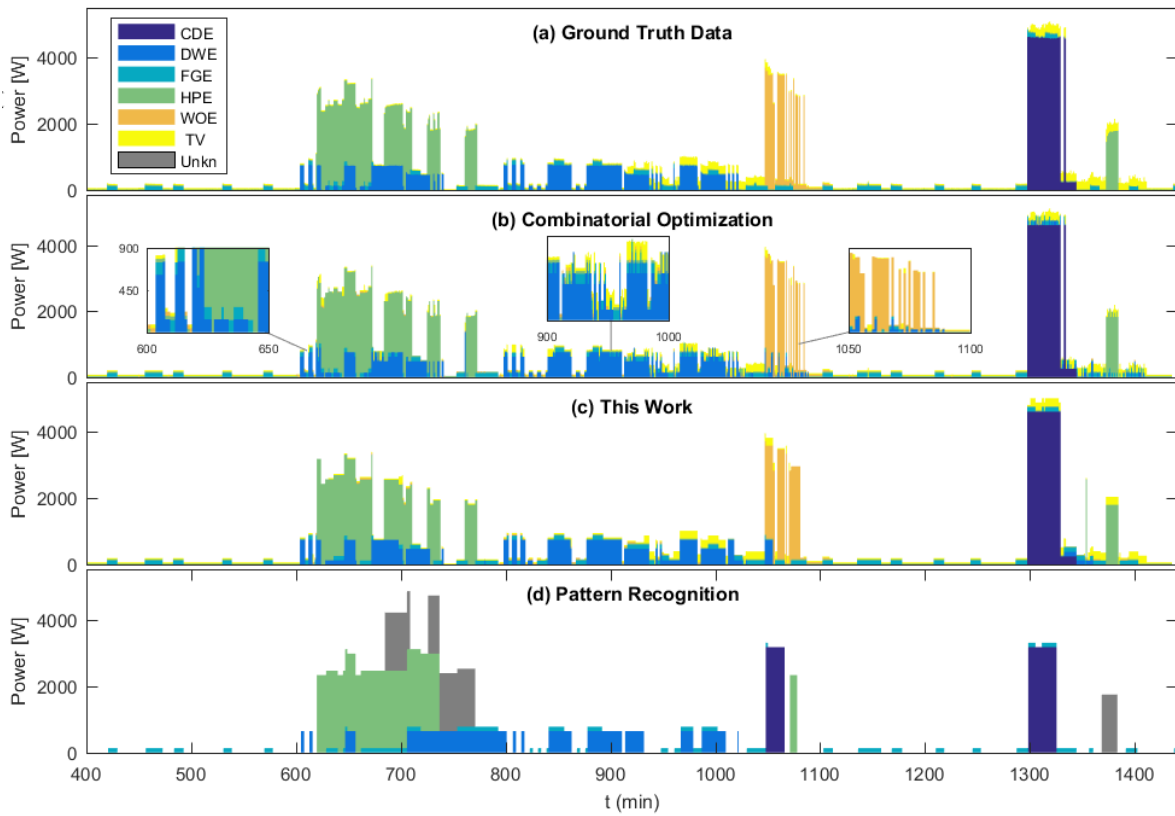 (a) Ground Truth Data
CDE
DWE
FGE
HPE
WOE
TV
Unkn
Power [W]
4000
2000
0
(b) Combinatorial Optimization
Power [W]
4000
2000
0
900
450
600 650
900 1000
1050 1100
(c) This Work
Power [W]
4000
2000
0
(d) Pattern Recognition
Power [W]
4000
2000
0
400 500 600 700 800 900 1000 1100 1200 1300 1400
t (min)